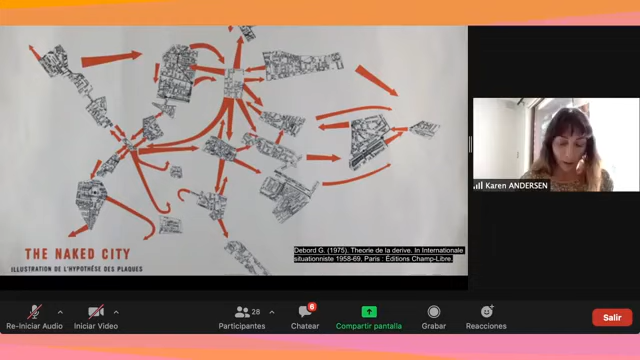 THE NAKED CITY
ILLUSTRATION DE L'HYPOTHÈSE DES PLAQUES
Debord G. (1975). Theorie de la derive. In Internationale
situationniste 1958-69. Paris : Éditions Champ-Libre.
Karen ANDERSEN
Re-Iniciar Audio
Iniciar Video
28
Participantes
6
Chatear
Compartir pantalla
Grabar
Reacciones
Salir